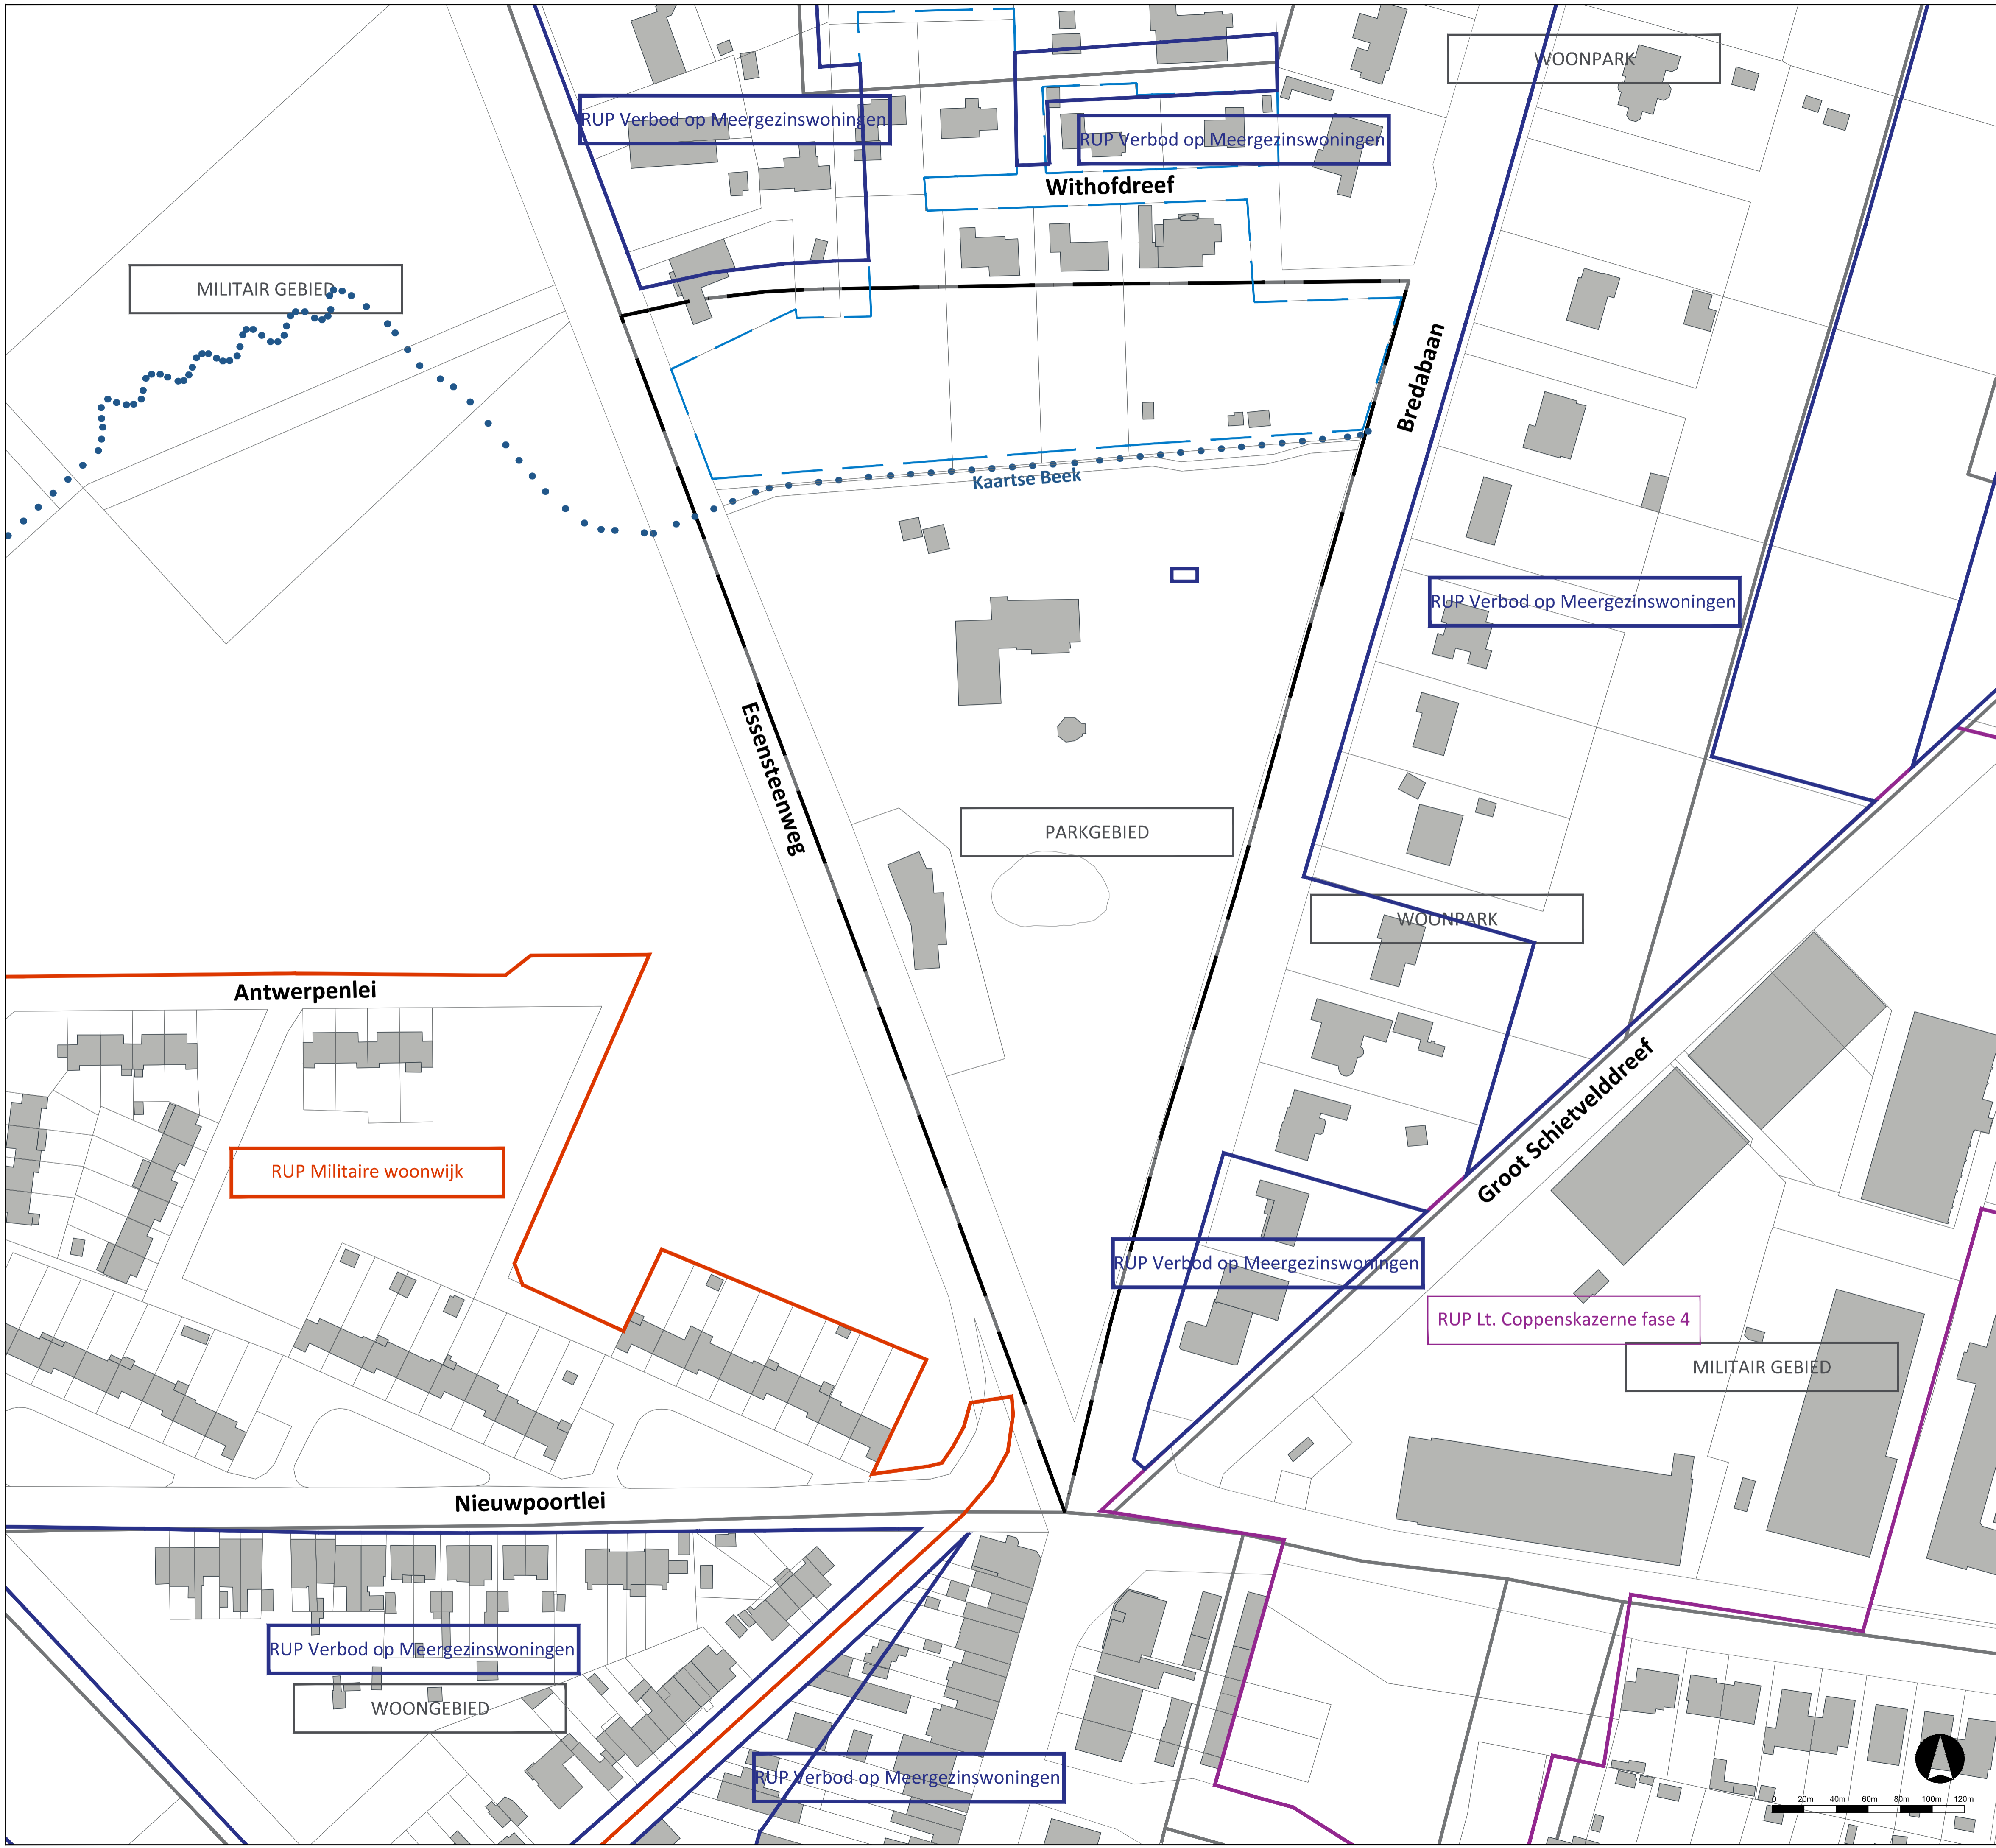 WOONPARK
RUP Verbod op Meergezinswoningen
RUP Verbod op Meergezinswoningen
Withofdreef
MILITAIR GEBIED
Bredabaan
Kaartse Beek
RUP Verbod op Meergezinswoningen
Essensteenweg
PARKGEBIED
WOONPARK
Antwerpenlei
Groot Schietvelddreef
RUP Militaire woonwijk
RUP Verbod op Meergezinswoningen
RUP Lt. Coppenskazerne fase 4
MILITAIR GEBIED
Nieuwpoortlei
RUP Verbod op Meergezinswoningen
WOONGEBIED
RUP Verbod op Meergezinswoningen
0 20m 40m 60m 80m 100m 120m